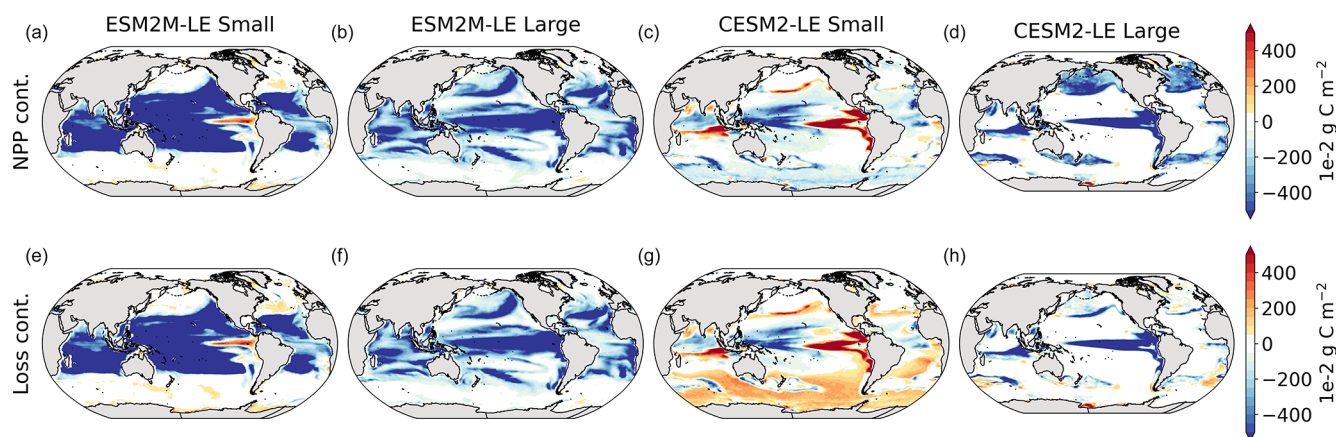 (a) ESM2M-LE Small
(b) ESM2M-LE Large
(c) CESM2-LE Small
(d) CESM2-LE Large
NPP cont.
400
200
0
−200
−400
1e-2 g C m−2
(e)
(f)
(g)
(h)
Loss cont.
400
200
0
−200
−400
1e-2 g C m−2